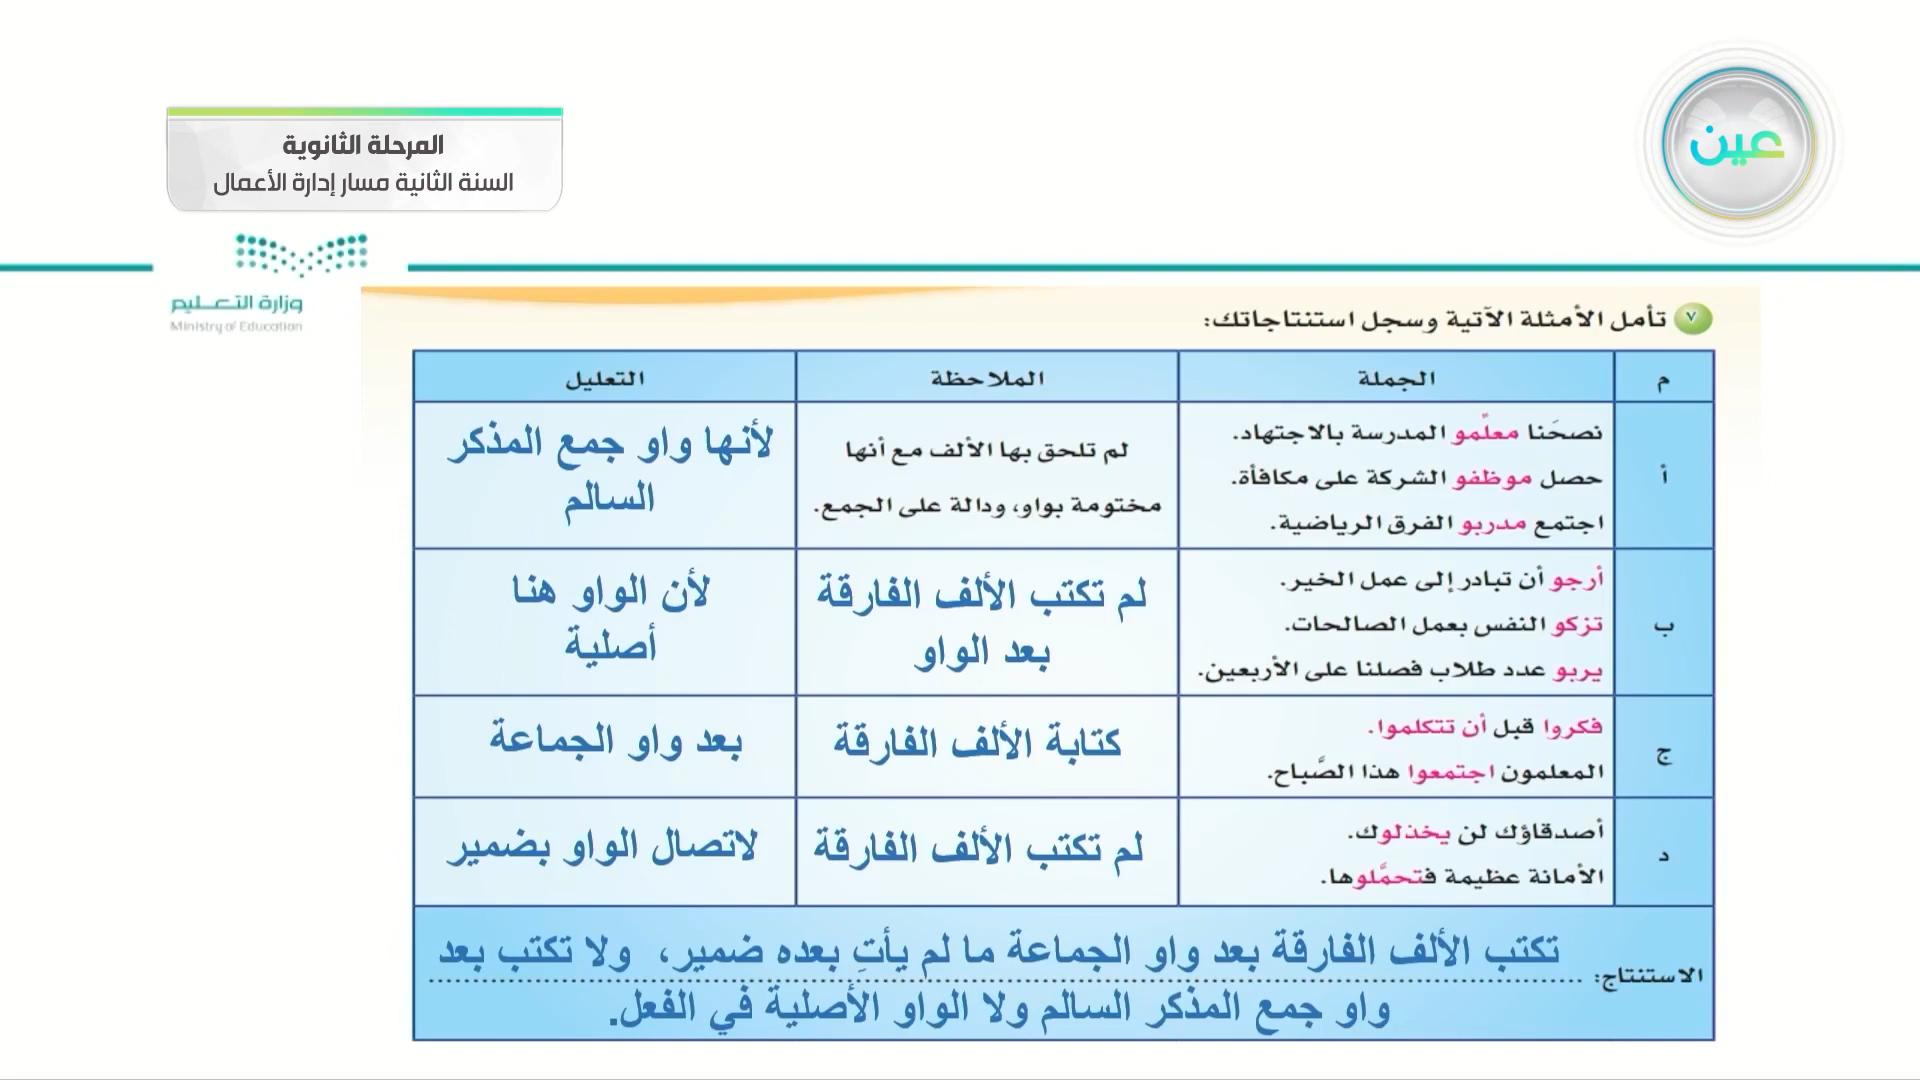 المرحلة الثانوية
السنة الثانية مسار إدارة الأعمال
عين
وزارة التعليم
Ministry of Education
٧ تأمل الأمثلة الآتية وسجل استنتاجاتك:
م الجملة الملاحظة التعليل
أ
نصحَنا معلِّمو المدرسة بالاجتهاد.
حصل موظفو الشركة على مكافأة.
اجتمع مدربو الفرق الرياضية.
لم تلحق بها الألف مع أنها
مختومة بواو، ودالة على الجمع.
لأنها واو جمع المذكر
السالم
ب
أرجو أن تبادر إلى عمل الخير.
تزكو النفس بعمل الصالحات.
يربو عدد طلاب فصلنا على الأربعين.
لم تكتب الألف الفارقة
بعد الواو
لأن الواو هنا
أصلية
ج
فكروا قبل أن تتكلموا.
المعلمون اجتمعوا هذا الصَّباح.
كتابة الألف الفارقة
بعد واو الجماعة
د
أصدقاؤك لن يخذلوك.
الأمانة عظيمة فتحمَّلوها.
لم تكتب الألف الفارقة
لاتصال الواو بضمير
الاستنتاج: تكتب الألف الفارقة بعد واو الجماعة ما لم يأتِ بعده ضمير، ولا تكتب بعد
واو جمع المذكر السالم ولا الواو الأصلية في الفعل.